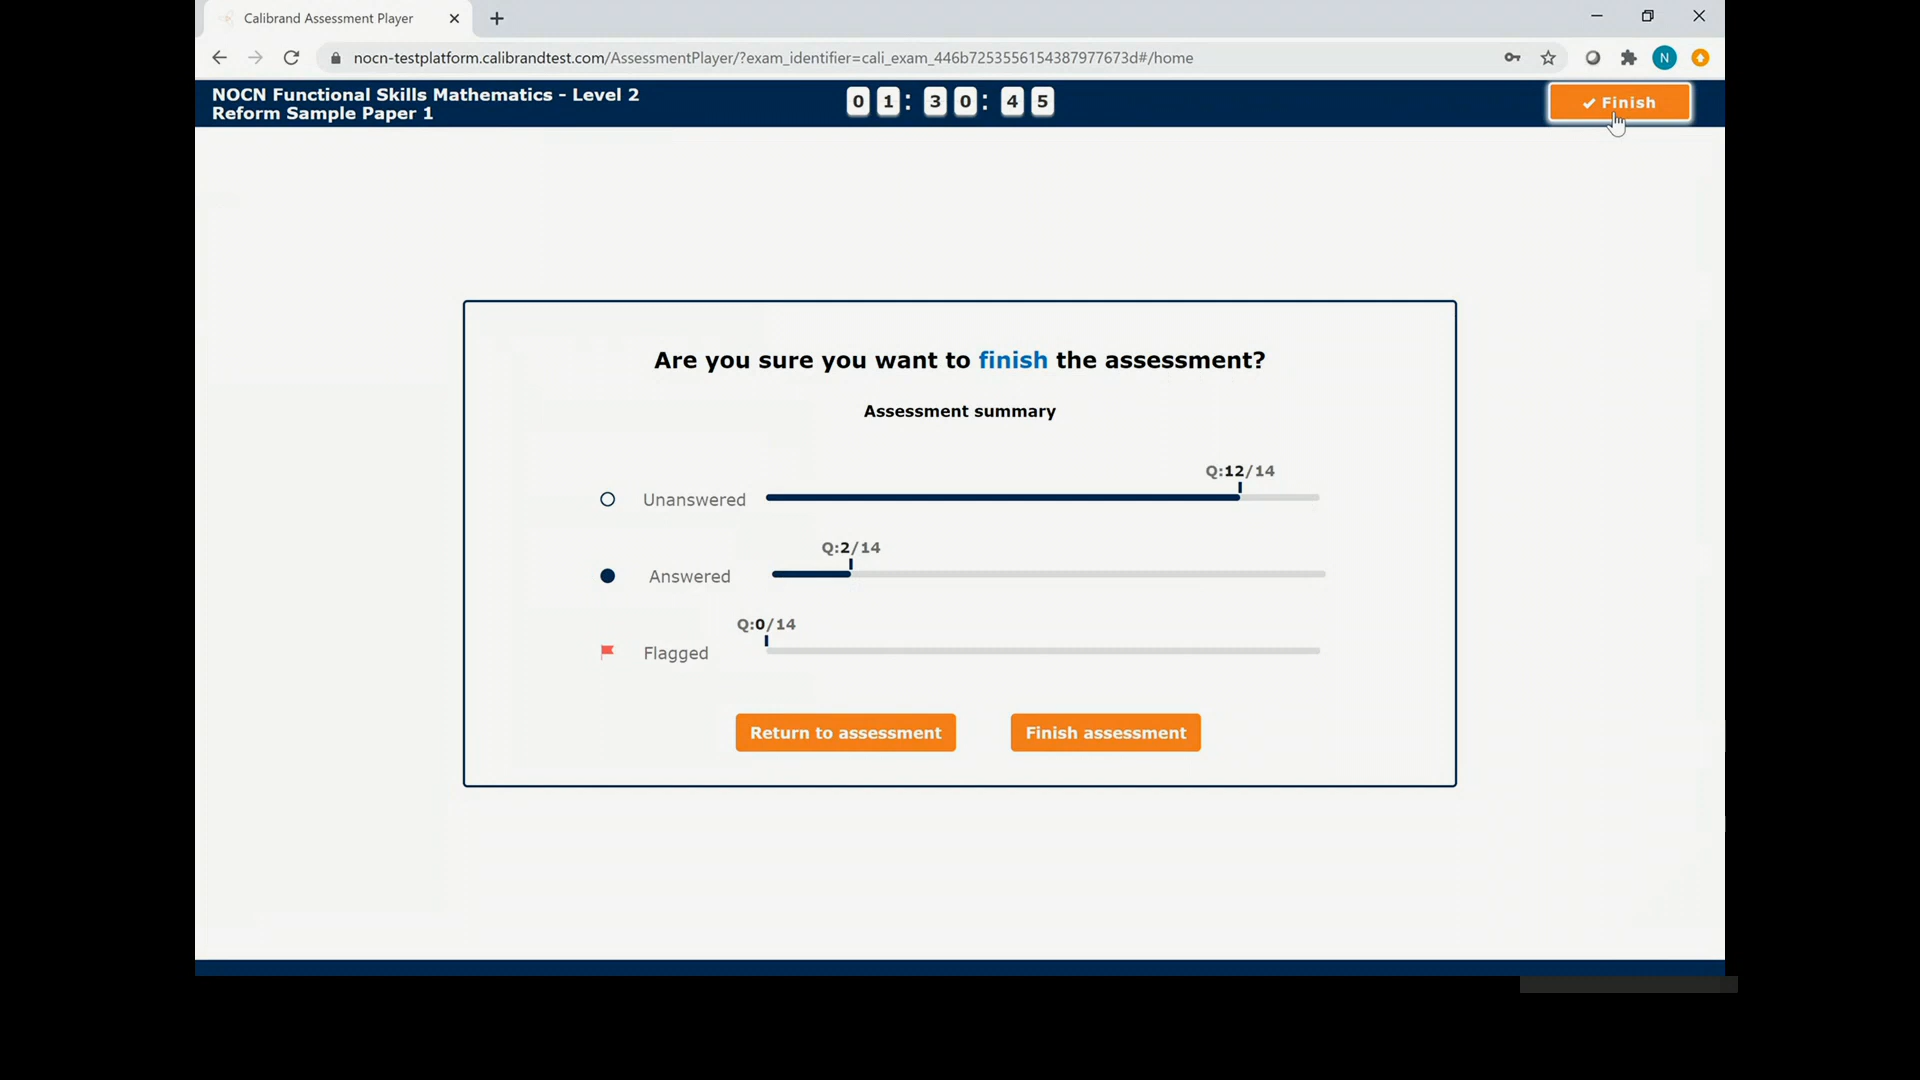 Calibrand Assessment Player
nocn-testplatform.calibrandtest.com/AssessmentPlayer/?exam_identifier=cali_exam_446b7253556154387977673d#/home
N
NOCN Functional Skills Mathematics - Level 2
Reform Sample Paper 1
01:30:45
Finish
Are you sure you want to finish the assessment?
Assessment summary
Q:12/14
Unanswered
Q:2/14
Answered
Q:0/14
Flagged
Return to assessment
Finish assessment